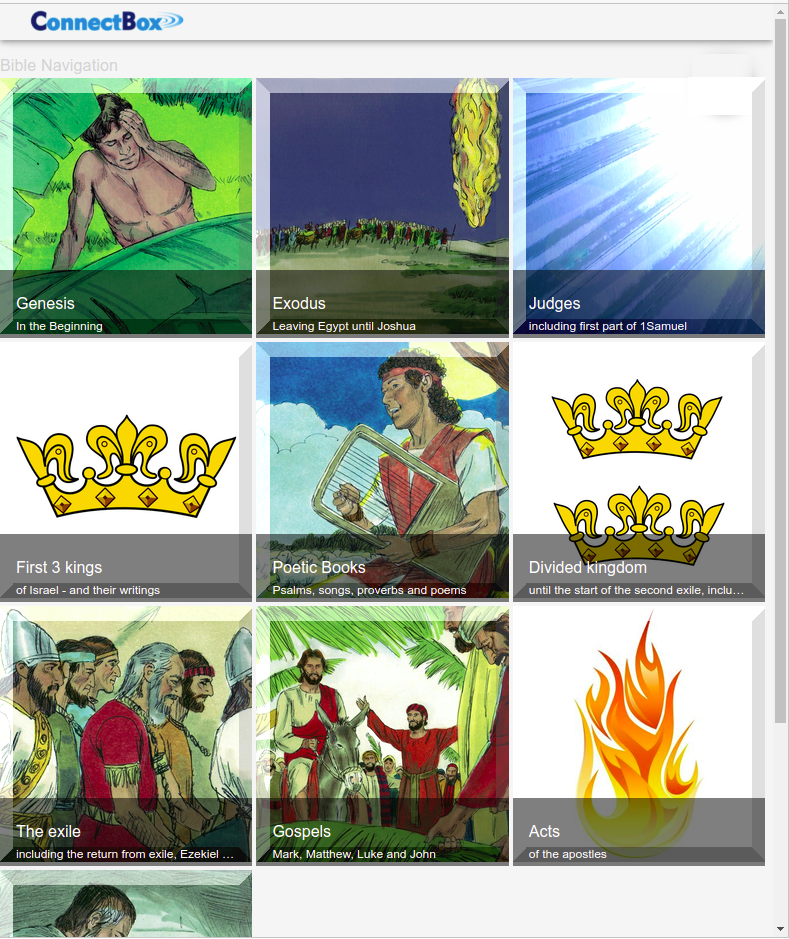 ConnectBox
Bible Navigation
Genesis
In the Beginning
Exodus
Leaving Egypt until Joshua
Judges
including first part of 1Samuel
First 3 kings
of Israel - and their writings
Poetic Books
Psalms, songs, proverbs and poems
Divided kingdom
until the start of the second exile, inclu…
The exile
including the return from exile, Ezekiel …
Gospels
Mark, Matthew, Luke and John
Acts
of the apostles